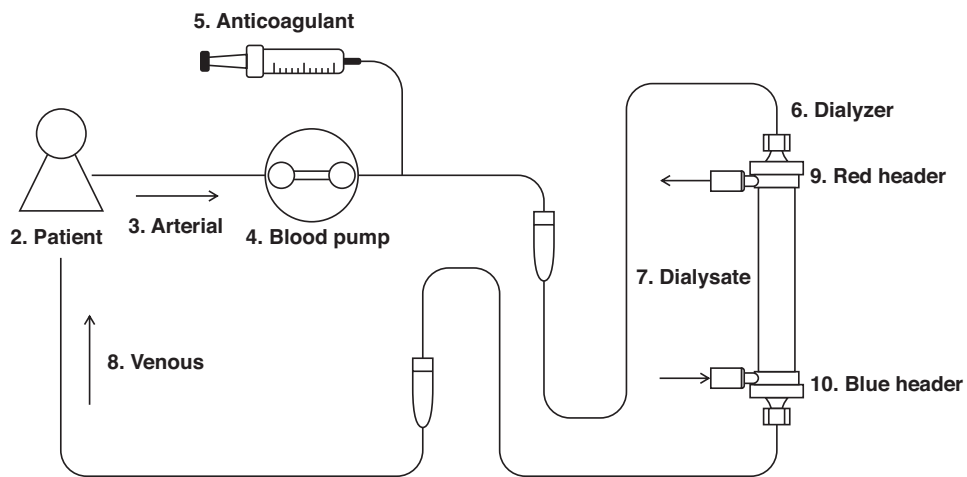 5. Anticoagulant
6. Dialyzer
9. Red header
3. Arterial
2. Patient
4. Blood pump
7. Dialysate
8. Venous
10. Blue header